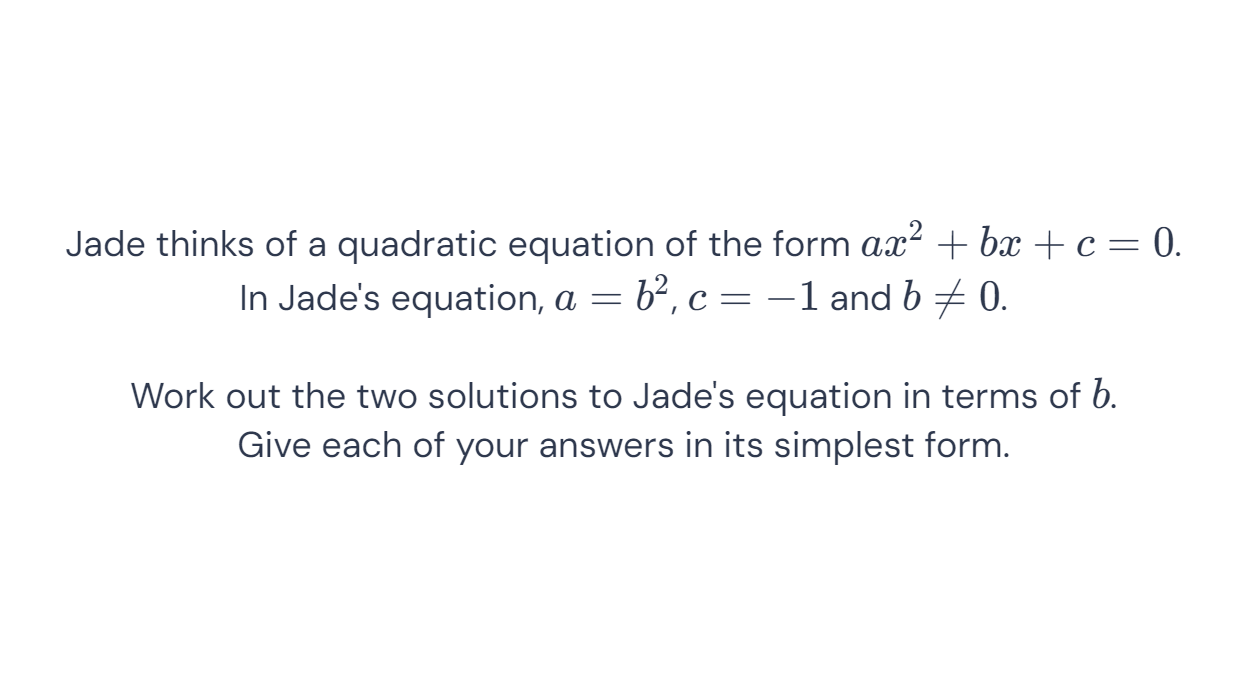 Jade thinks of a quadratic equation of the form ax² + bx + c = 0.
In Jade's equation, a = b², c = −1 and b ≠ 0.
Work out the two solutions to Jade's equation in terms of b.
Give each of your answers in its simplest form.